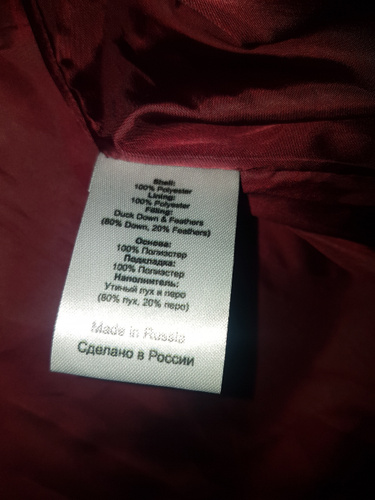 Shell:
100% Polyester
Lining:
100% Polyester
Filling:
Duck Down & Feathers
(80% Down, 20% Feathers)
Основа:
100% Полиэстер
Подкладка:
100% Полиэстер
Наполнитель:
Утиный пух и перо
(80% пух, 20% перо)
Made in Russia
Сделано в России